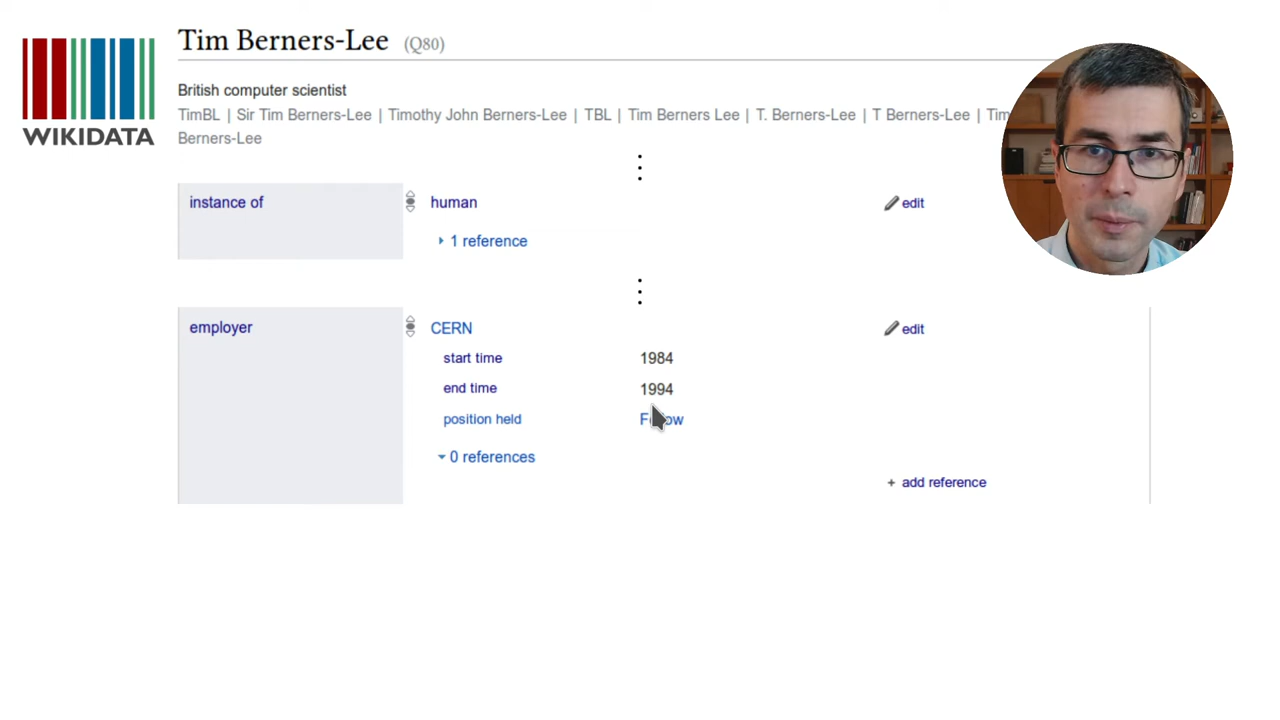 Tim Berners-Lee (Q80)
WIKIDATA
British computer scientist
TimBL | Sir Tim Berners-Lee | Timothy John Berners-Lee | TBL | Tim Berners Lee | T. Berners-Lee | T Berners-Lee | Tim
Berners-Lee
instance of
human
edit
1 reference
employer
CERN
edit
start time 1984
end time 1994
position held
0 references
+ add reference